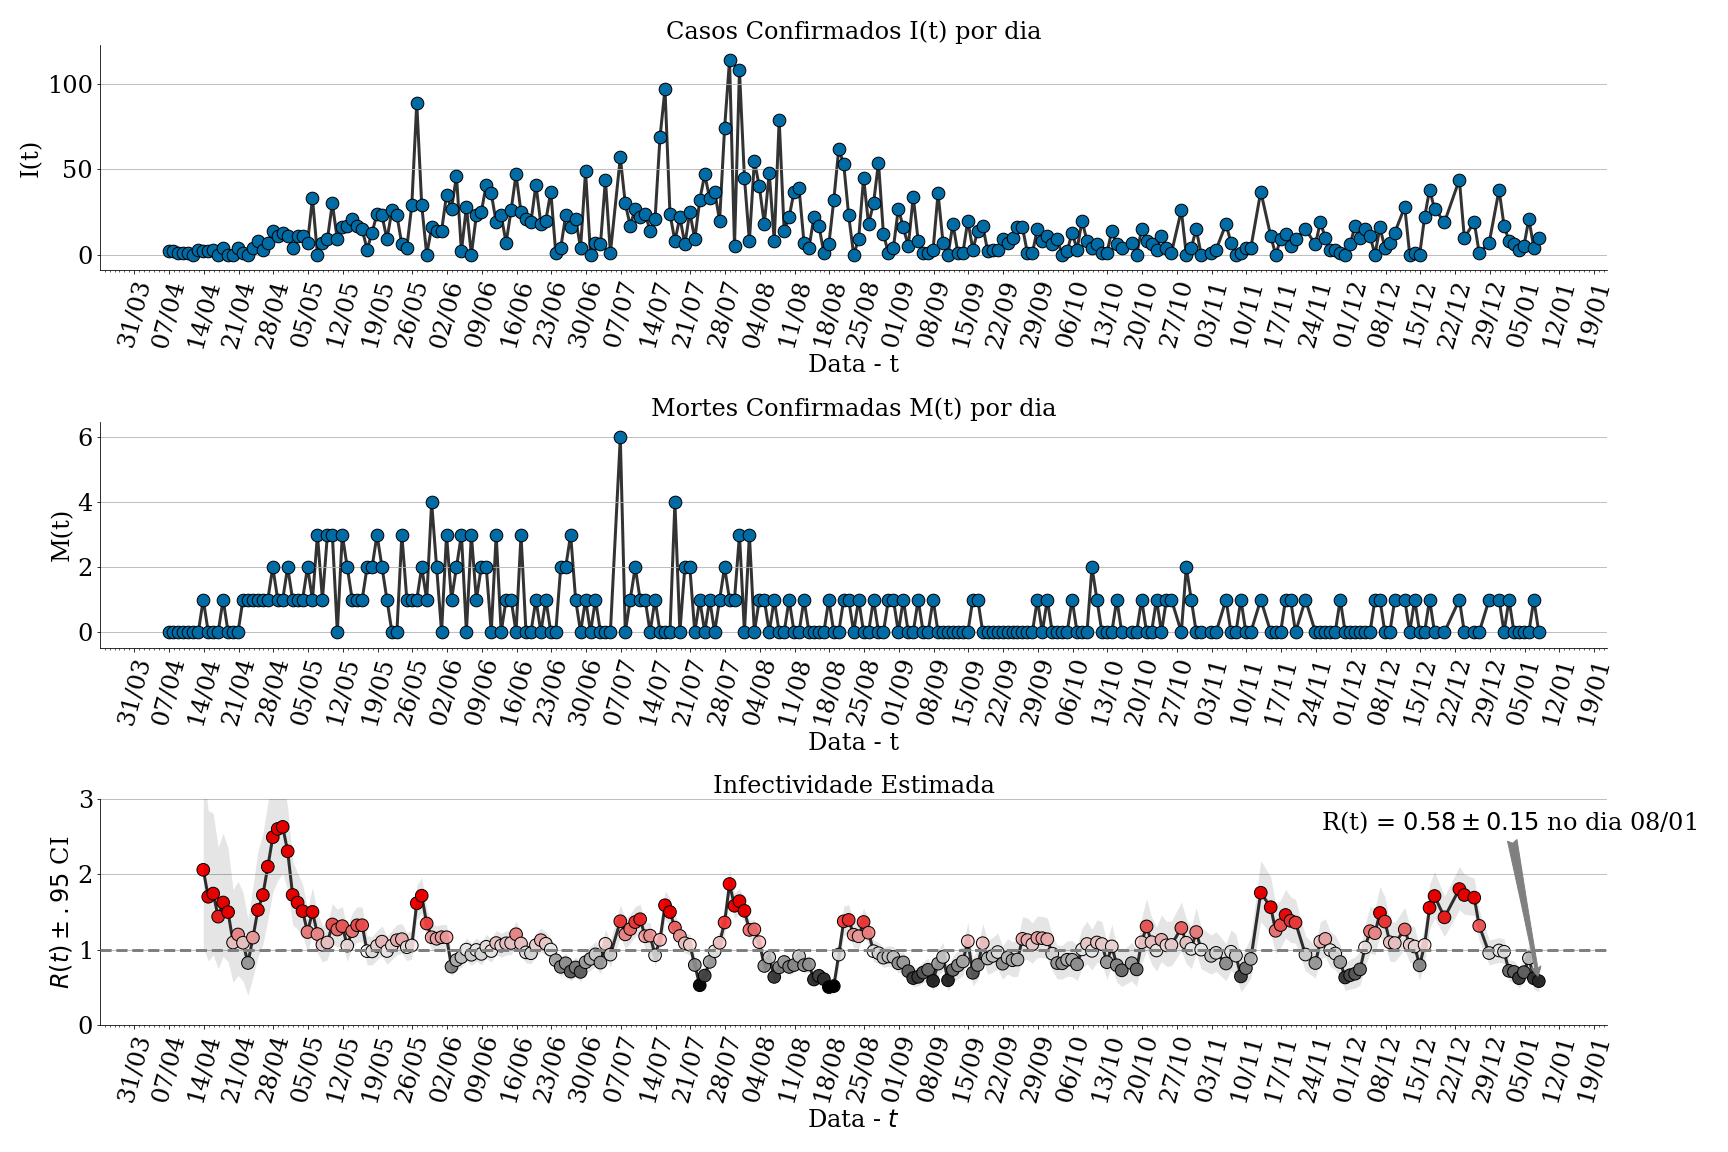 Casos Confirmados I(t) por dia
I(t)
100
50
0
31/03 07/04 14/04 21/04 28/04 05/05 12/05 19/05 26/05 02/06 09/06 16/06 23/06 30/06 07/07 14/07 21/07 28/07 04/08 11/08 18/08 25/08 01/09 08/09 15/09 22/09 29/09 06/10 13/10 20/10 27/10 03/11 10/11 17/11 24/11 01/12 08/12 15/12 22/12 29/12 05/01 12/01 19/01
Data - t
Mortes Confirmadas M(t) por dia
M(t)
6
4
2
0
31/03 07/04 14/04 21/04 28/04 05/05 12/05 19/05 26/05 02/06 09/06 16/06 23/06 30/06 07/07 14/07 21/07 28/07 04/08 11/08 18/08 25/08 01/09 08/09 15/09 22/09 29/09 06/10 13/10 20/10 27/10 03/11 10/11 17/11 24/11 01/12 08/12 15/12 22/12 29/12 05/01 12/01 19/01
Data - t
Infectividade Estimada
R(t) ± .95 CI
3
2
1
0
R(t) = 0.58 ± 0.15 no dia 08/01
31/03 07/04 14/04 21/04 28/04 05/05 12/05 19/05 26/05 02/06 09/06 16/06 23/06 30/06 07/07 14/07 21/07 28/07 04/08 11/08 18/08 25/08 01/09 08/09 15/09 22/09 29/09 06/10 13/10 20/10 27/10 03/11 10/11 17/11 24/11 01/12 08/12 15/12 22/12 29/12 05/01 12/01 19/01
Data - t